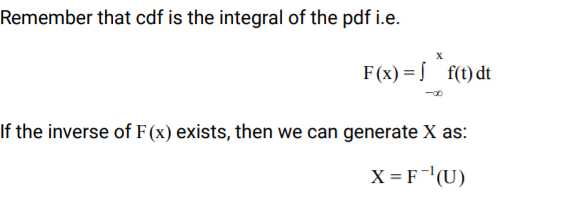 Remember that cdf is the integral of the pdf i.e.
F(x) = ∫_{-∞}^{x} f(t) dt
If the inverse of F(x) exists, then we can generate X as:
X = F⁻¹(U)